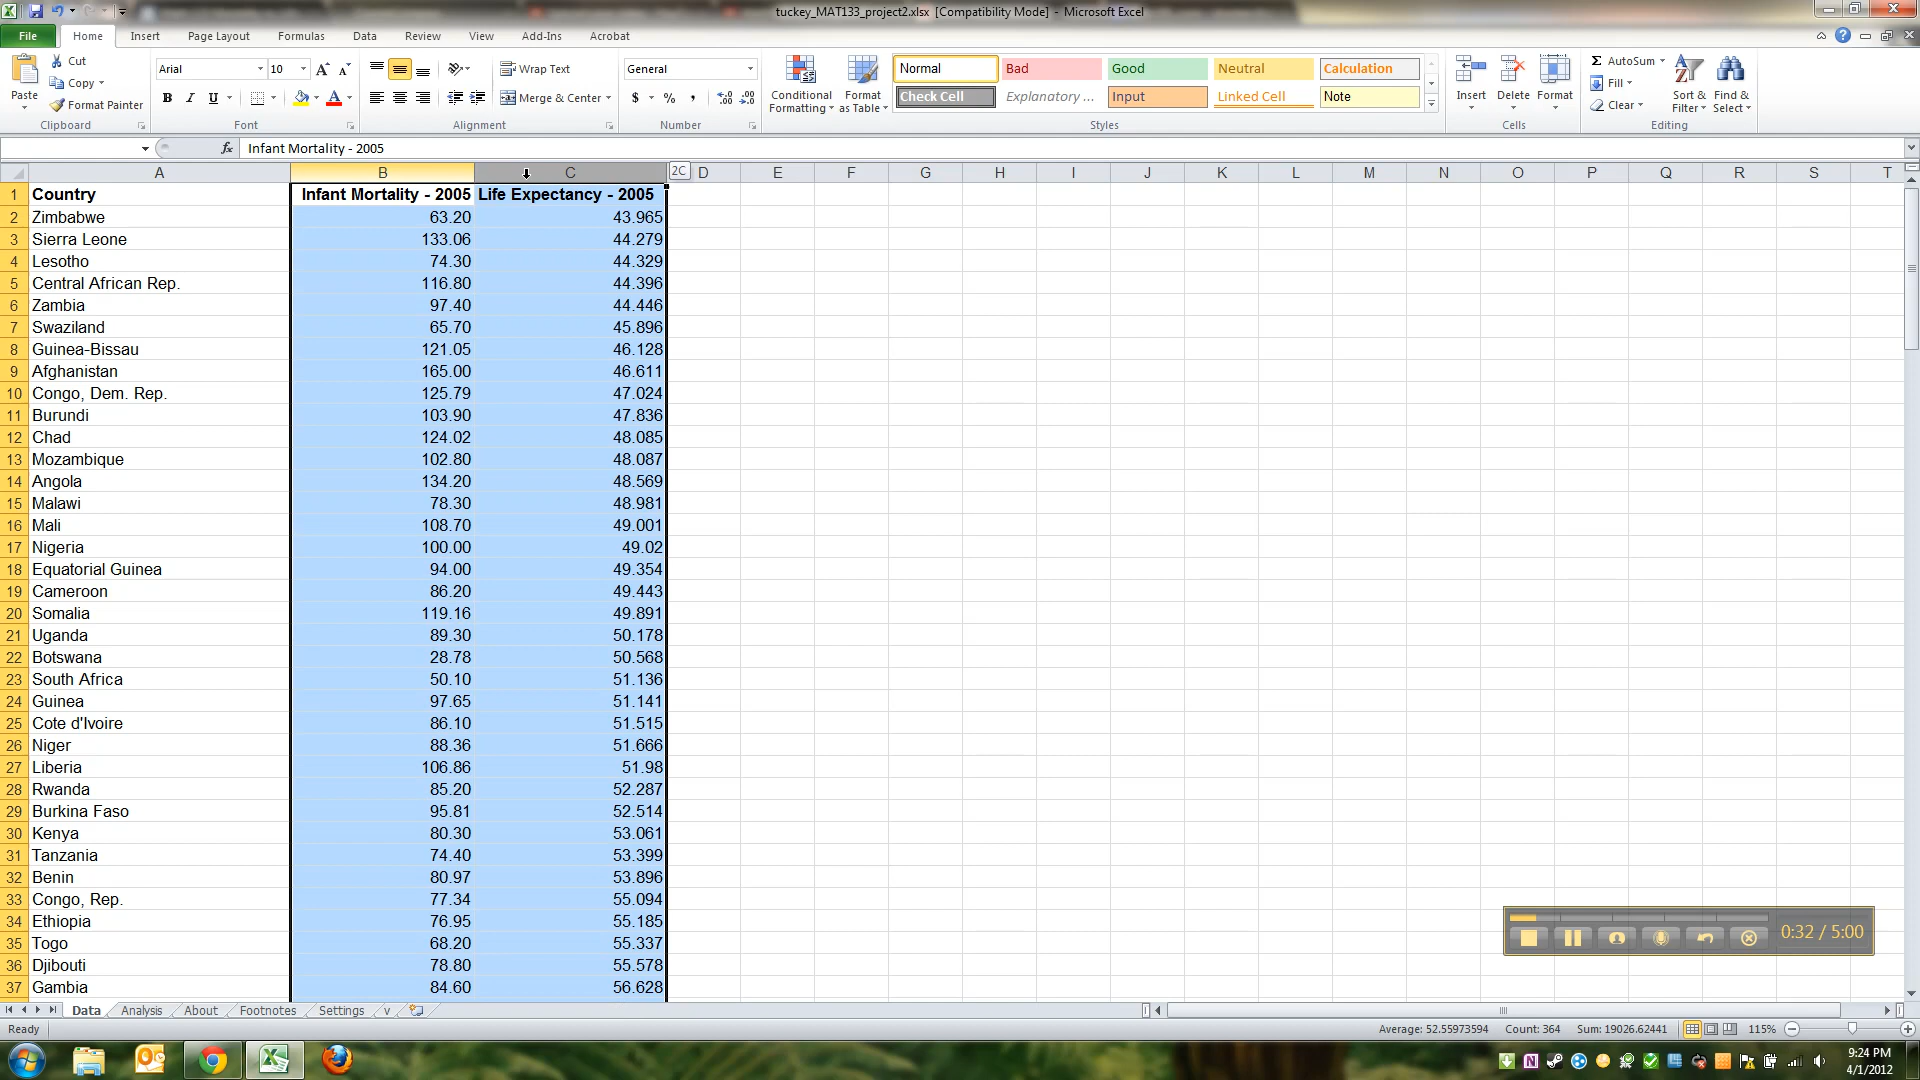 tuckey_MAT133_project2.xlsx [Compatibility Mode] - Microsoft Excel
File Home Insert Page Layout Formulas Data Review View Add-Ins Acrobat
Paste
Cut
Copy
Format Painter
Clipboard
Arial 10
B I U
Font
Wrap Text
Merge & Center
Alignment
General
$ % ,
Number
Conditional Formatting
Format as Table
Normal Bad Good Neutral Calculation
Check Cell Explanatory ... Input Linked Cell Note
Styles
Insert Delete Format
Cells
Σ AutoSum
Fill
Clear
Sort & Filter
Find & Select
Editing
fx Infant Mortality - 2005
A B C 2C D E F G H I J K L M N O P Q R S T
1 Country Infant Mortality - 2005 Life Expectancy - 2005
2 Zimbabwe 63.20 43.965
3 Sierra Leone 133.06 44.279
4 Lesotho 74.30 44.329
5 Central African Rep. 116.80 44.396
6 Zambia 97.40 44.446
7 Swaziland 65.70 45.896
8 Guinea-Bissau 121.05 46.128
9 Afghanistan 165.00 46.611
10 Congo, Dem. Rep. 125.79 47.024
11 Burundi 103.90 47.836
12 Chad 124.02 48.085
13 Mozambique 102.80 48.087
14 Angola 134.20 48.569
15 Malawi 78.30 48.981
16 Mali 108.70 49.001
17 Nigeria 100.00 49.02
18 Equatorial Guinea 94.00 49.354
19 Cameroon 86.20 49.443
20 Somalia 119.16 49.891
21 Uganda 89.30 50.178
22 Botswana 28.78 50.568
23 South Africa 50.10 51.136
24 Guinea 97.65 51.141
25 Cote d'Ivoire 86.10 51.515
26 Niger 88.36 51.666
27 Liberia 106.86 51.98
28 Rwanda 85.20 52.287
29 Burkina Faso 95.81 52.514
30 Kenya 80.30 53.061
31 Tanzania 74.40 53.399
32 Benin 80.97 53.896
33 Congo, Rep. 77.34 55.094
34 Ethiopia 76.95 55.185
35 Togo 68.20 55.337
36 Djibouti 78.80 55.578
37 Gambia 84.60 56.628
0:32 / 5:00
Data Analysis About Footnotes Settings v
Ready Average: 52.55973594 Count: 364 Sum: 19026.62441 115%
9:24 PM
4/1/2012